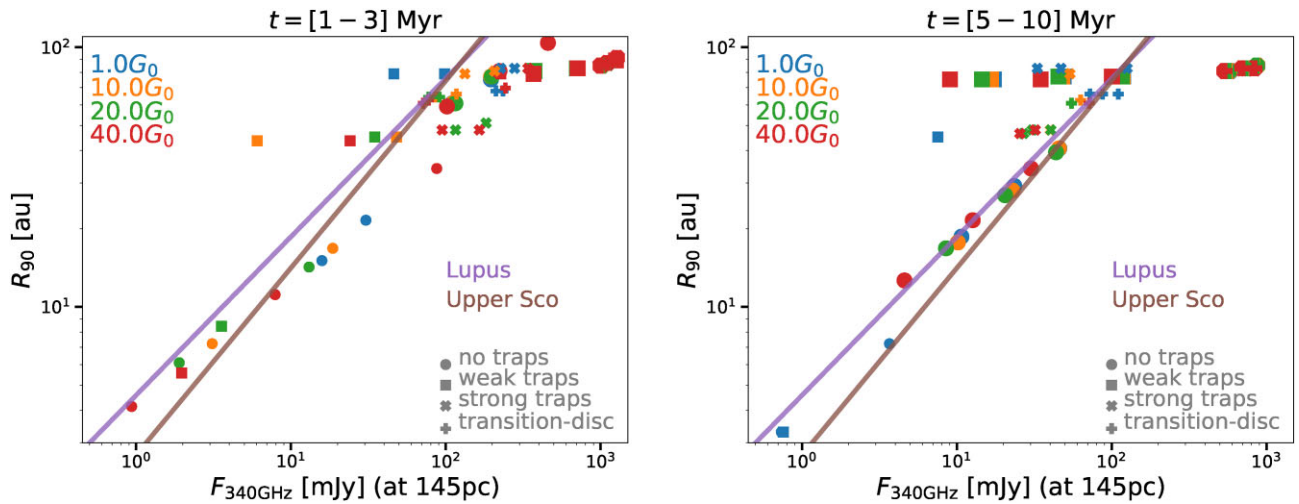 t = [1 − 3] Myr
10²
1.0G₀
10.0G₀
20.0G₀
40.0G₀
R₉₀ [au]
Lupus
Upper Sco
10¹
no traps
weak traps
strong traps
transition-disc
10⁰ 10¹ 10² 10³
F₃₄₀GHz [mJy] (at 145pc)
t = [5 − 10] Myr
10²
1.0G₀
10.0G₀
20.0G₀
40.0G₀
R₉₀ [au]
Lupus
Upper Sco
10¹
no traps
weak traps
strong traps
transition-disc
10⁰ 10¹ 10² 10³
F₃₄₀GHz [mJy] (at 145pc)